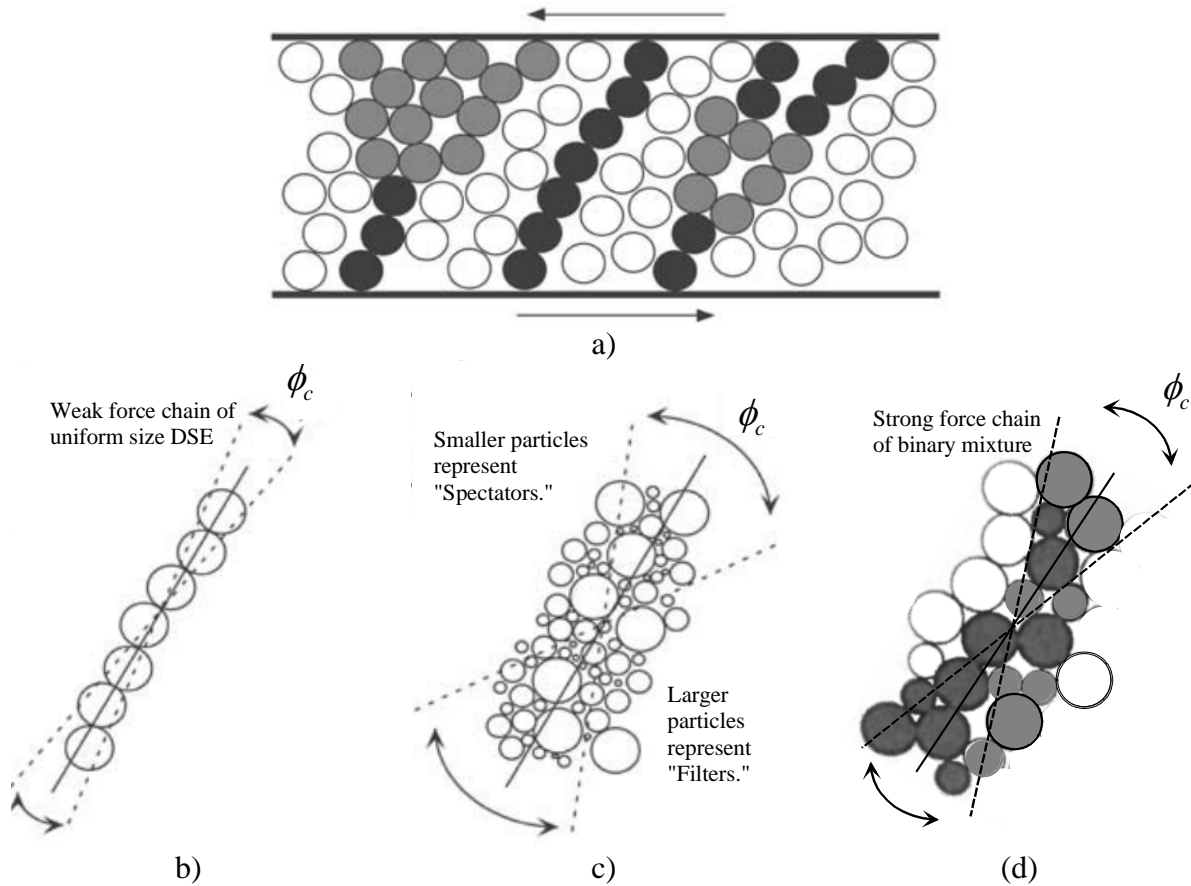 a)
ϕc
Weak force chain of
uniform size DSE
ϕc
Smaller particles
represent
"Spectators."
Larger
particles
represent
"Filters."
ϕc
Strong force chain
of binary mixture
b)
c)
(d)